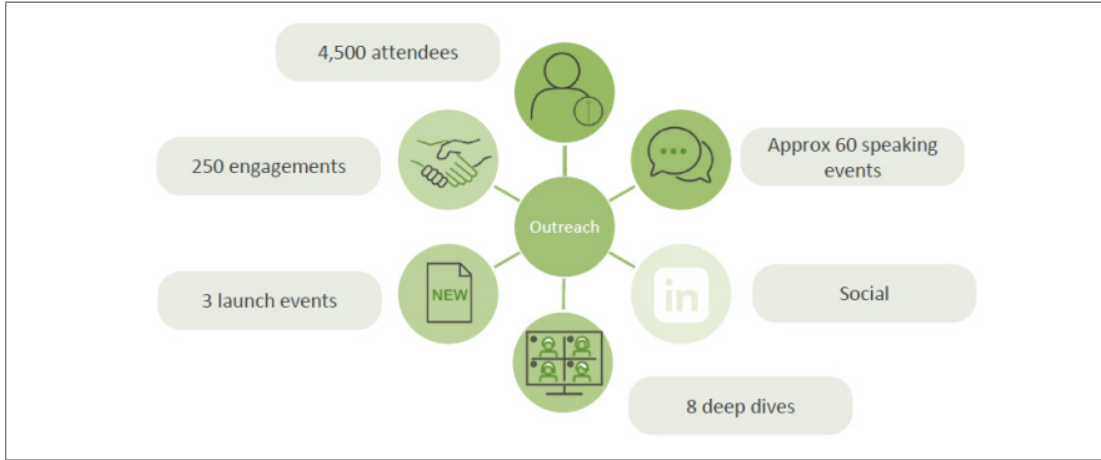 4,500 attendees
250 engagements
Approx 60 speaking
events
Outreach
3 launch events
NEW
in
Social
8 deep dives